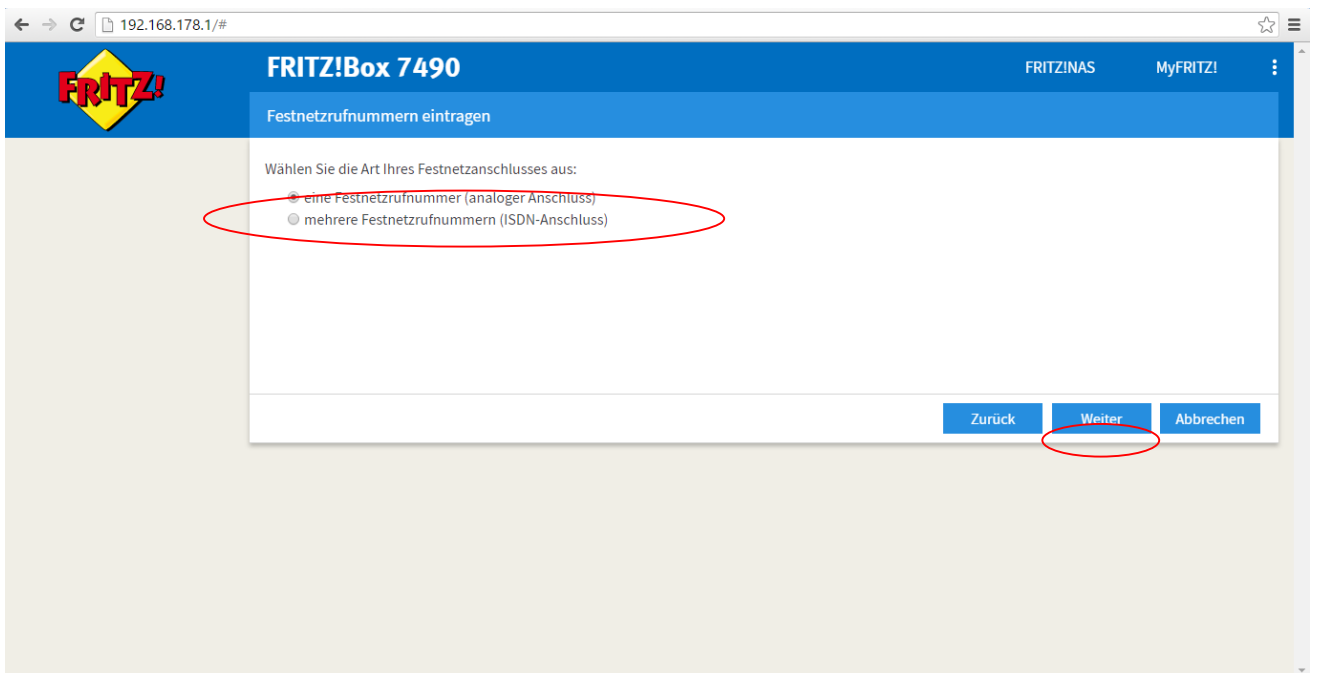 192.168.178.1/#
FRITZ!
FRITZ!Box 7490
FRITZ!NAS
MyFRITZ!
Festnetzrufnummern eintragen
Wählen Sie die Art Ihres Festnetzanschlusses aus:
eine Festnetzrufnummer (analoger Anschluss)
mehrere Festnetzrufnummern (ISDN-Anschluss)
Zurück
Weiter
Abbrechen